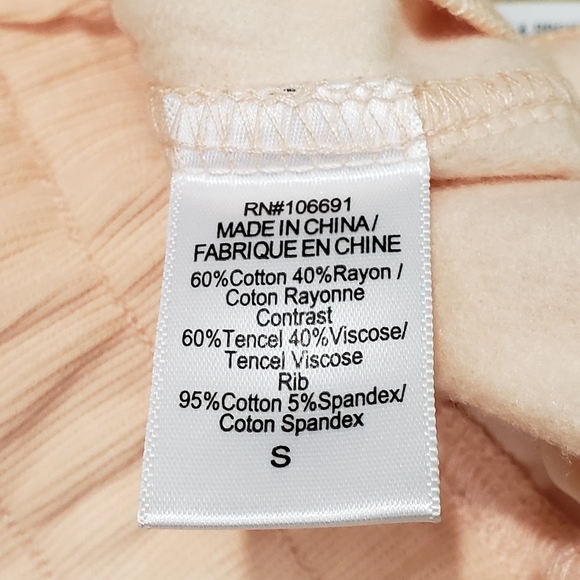 RN#106691
MADE IN CHINA/
FABRIQUE EN CHINE
60%Cotton 40%Rayon /
Coton Rayonne
Contrast
60%Tencel 40%Viscose/
Tencel Viscose
Rib
95%Cotton 5%Spandex/
Coton Spandex
S